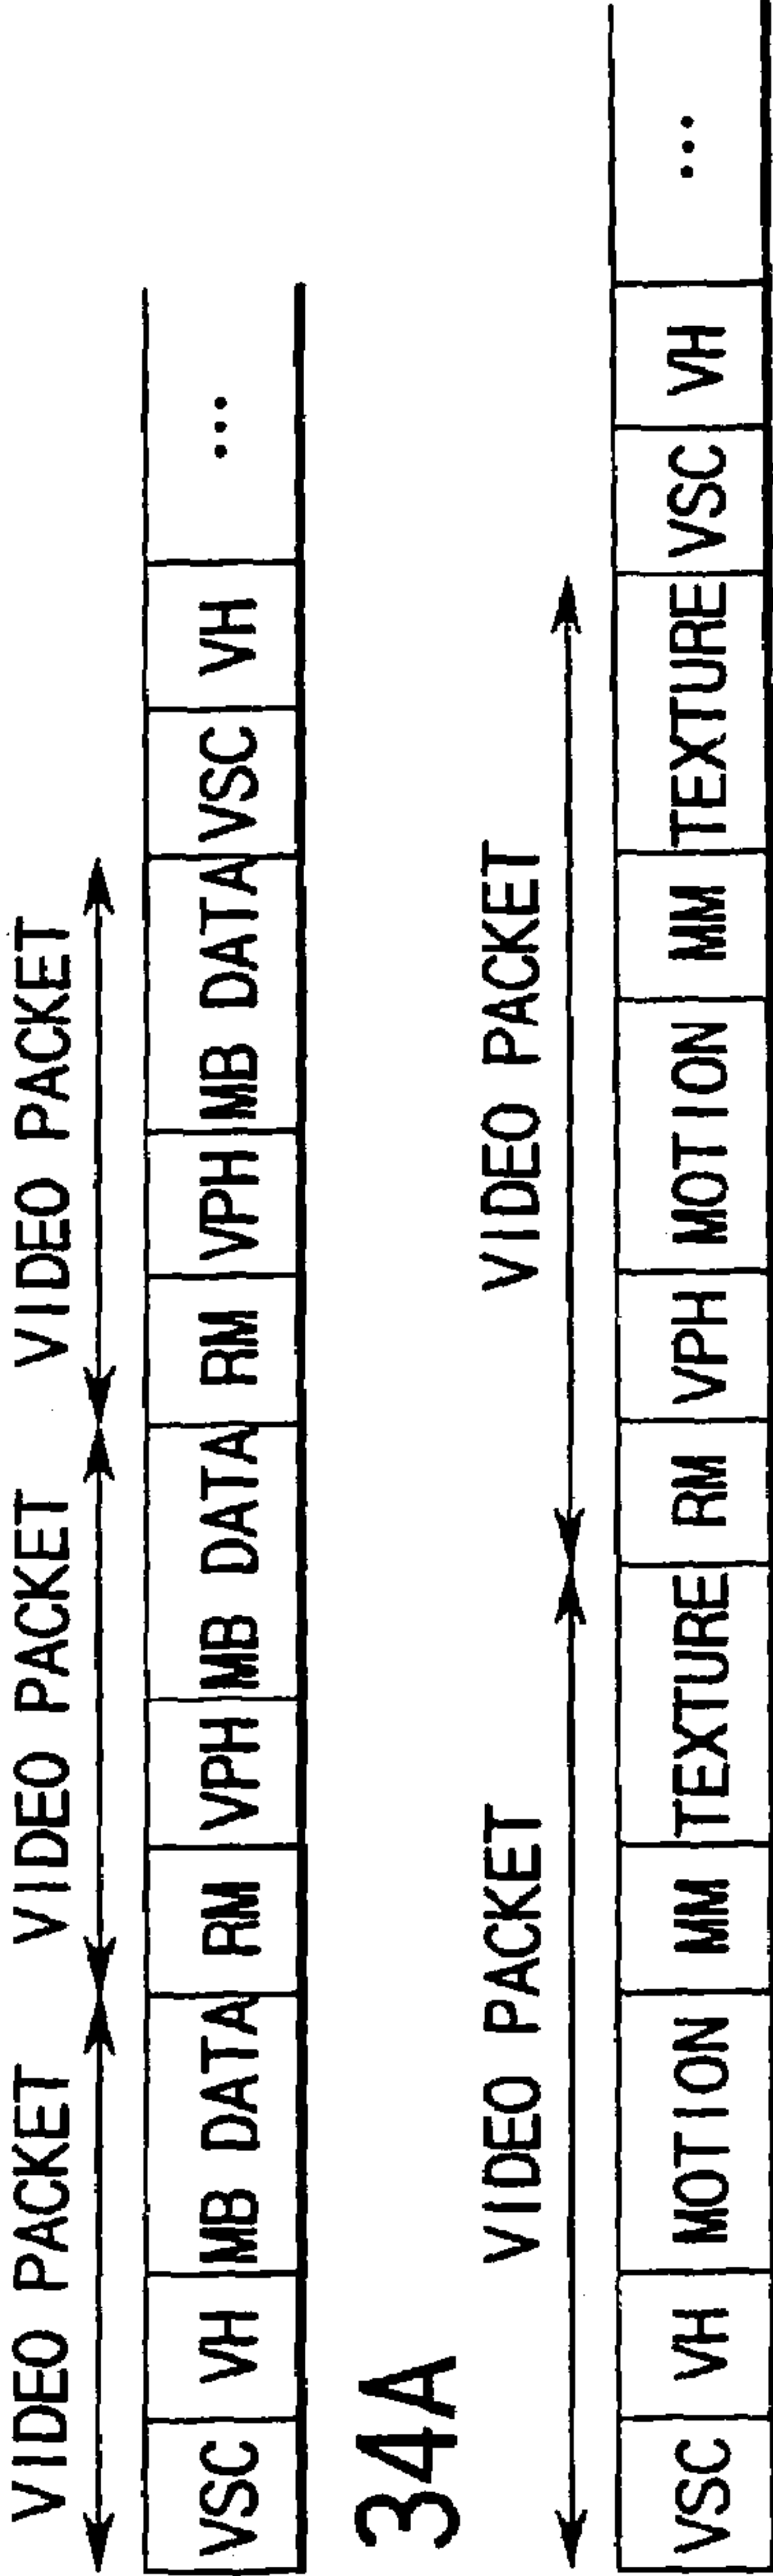 VIDEO PACKET VIDEO PACKET VIDEO PACKET
VSC VH MB DATA RM VPH MB DATA RM VPH MB DATA VSC VH ...
34A
VIDEO PACKET VIDEO PACKET
VSC VH MOTION MM TEXTURE RM VPH MOTION MM TEXTURE VSC VH ...